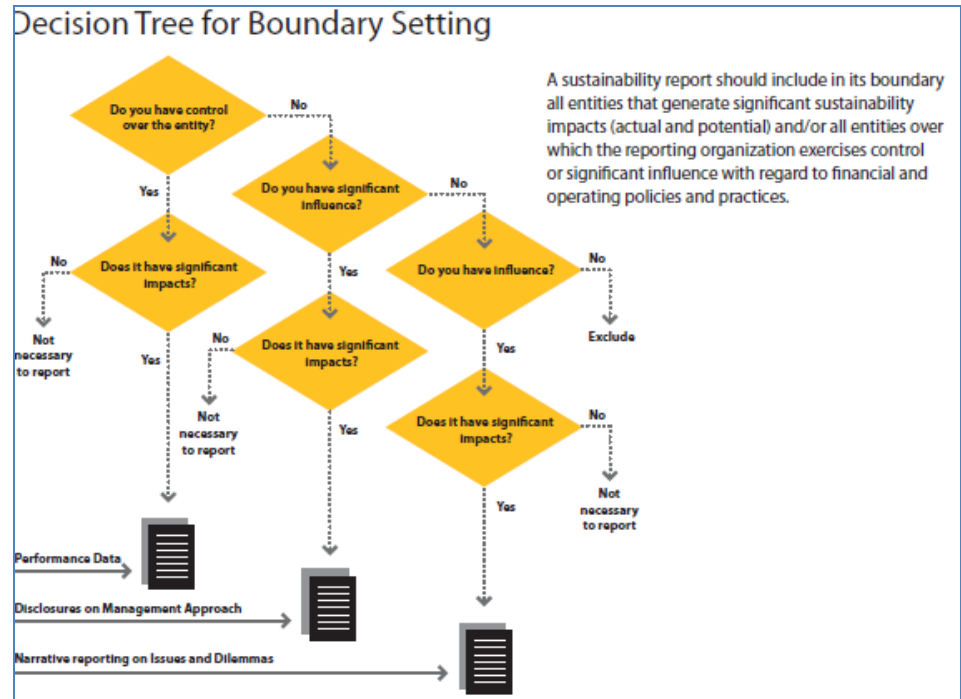 Decision Tree for Boundary Setting
A sustainability report should include in its boundary
all entities that generate significant sustainability
impacts (actual and potential) and/or all entities over
which the reporting organization exercises control
or significant influence with regard to financial and
operating policies and practices.
Do you have control
over the entity?
No
Yes
Do you have significant
influence?
No
Yes
Do you have influence?
No
Exclude
Yes
Does it have significant
impacts?
No
Not
necessary
to report
Yes
Does it have significant
impacts?
No
Not
necessary
to report
Yes
Does it have significant
impacts?
No
Not
necessary
to report
Yes
Performance Data
Disclosures on Management Approach
Narrative reporting on Issues and Dilemmas